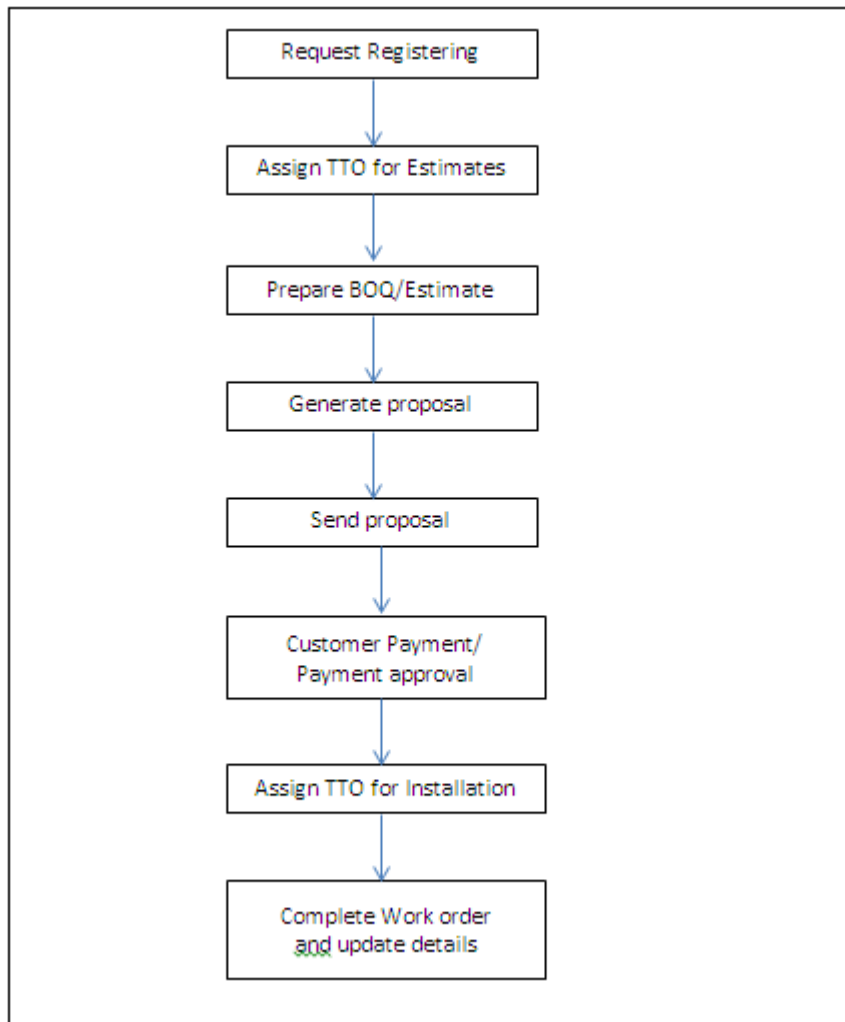 Request Registering
Assign TTO for Estimates
Prepare BOQ/Estimate
Generate proposal
Send proposal
Customer Payment/
Payment approval
Assign TTO for Installation
Complete Work order
and update details